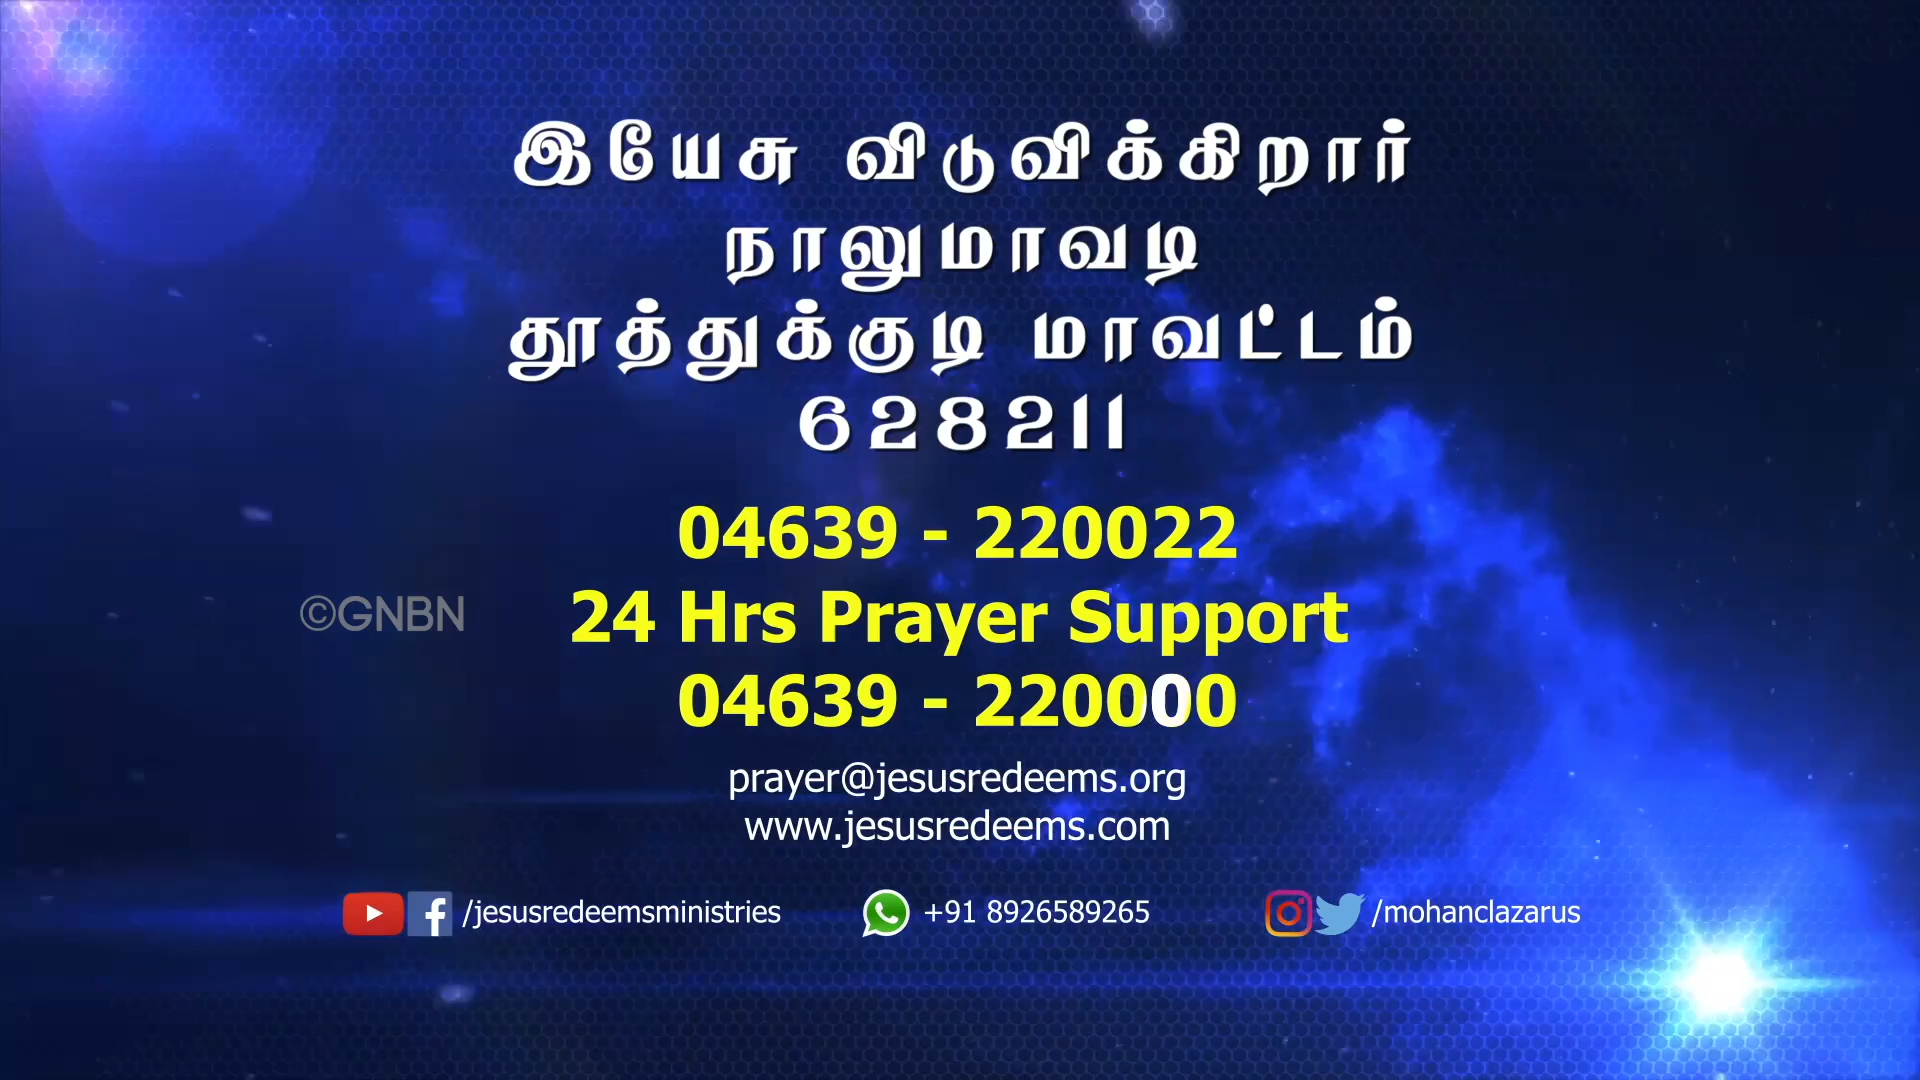 இயேசு விடுவிக்கிறார்
நாலுமாவடி
தூத்துக்குடி மாவட்டம்
628211
04639 - 220022
©GNBN
24 Hrs Prayer Support
04639 - 220000
prayer@jesusredeems.org
www.jesusredeems.com
/jesusredeemsministries +91 8926589265 /mohanclazarus